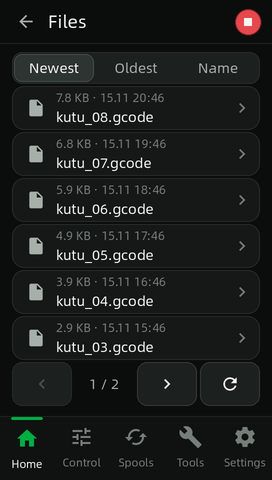 Files
Newest Oldest Name
7.8 KB · 15.11 20:46
kutu_08.gcode
6.8 KB · 15.11 19:46
kutu_07.gcode
5.9 KB · 15.11 18:46
kutu_06.gcode
4.9 KB · 15.11 17:46
kutu_05.gcode
3.9 KB · 15.11 16:46
kutu_04.gcode
2.9 KB · 15.11 15:46
kutu_03.gcode
1 / 2
Home Control Spools Tools Settings